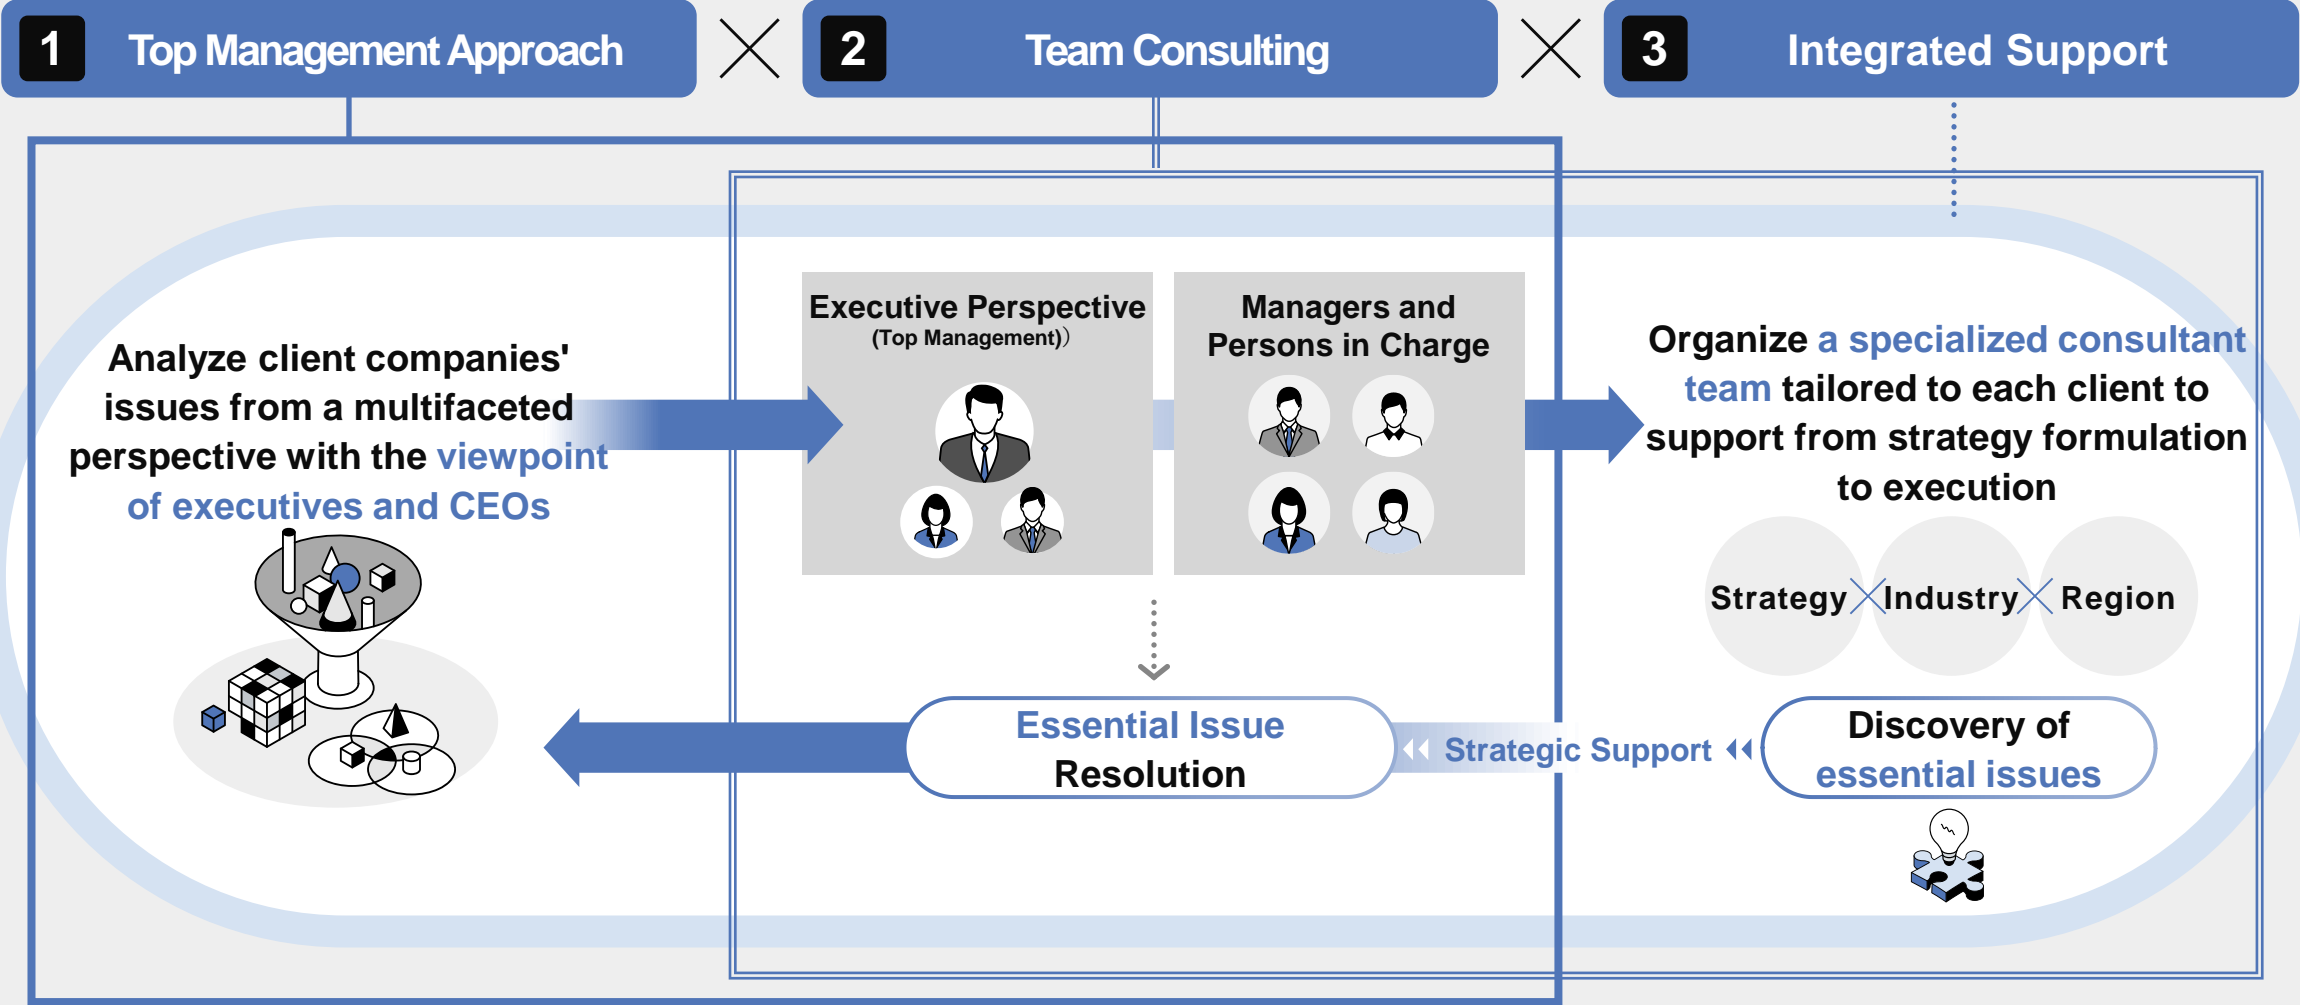 1 Top Management Approach
2 Team Consulting
3 Integrated Support
Analyze client companies'
issues from a multifaceted
perspective with the viewpoint
of executives and CEOs
Executive Perspective
(Top Management)）
Managers and
Persons in Charge
Organize a specialized consultant
team tailored to each client to
support from strategy formulation
to execution
Strategy Industry Region
Essential Issue
Resolution
Strategic Support
Discovery of
essential issues